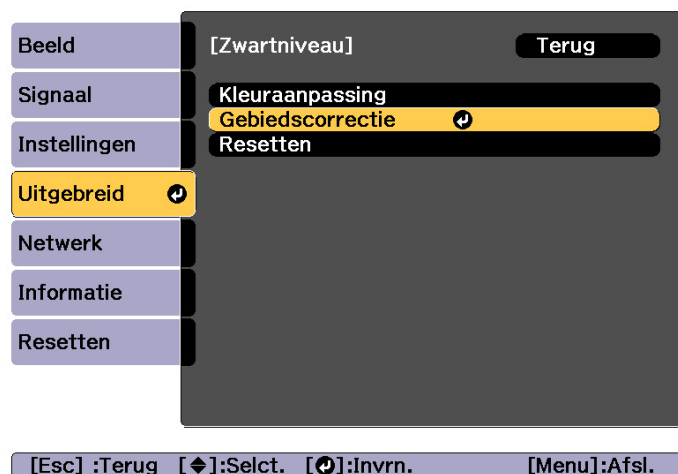 Beeld
Signaal
Instellingen
Uitgebreid
Netwerk
Informatie
Resetten
[Zwartniveau] Terug
Kleuraanpassing
Gebiedscorrectie
Resetten
[Esc] :Terug [◆]:Selct. [↵]:Invrn. [Menu]:Afsl.